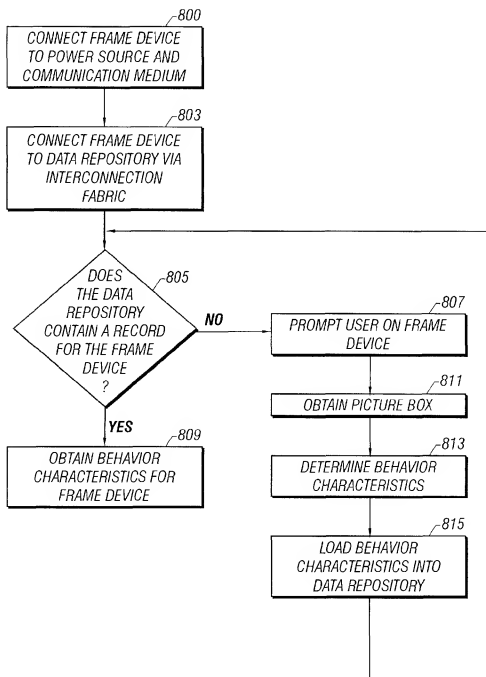 800
CONNECT FRAME DEVICE
TO POWER SOURCE AND
COMMUNICATION MEDIUM
803
CONNECT FRAME DEVICE
TO DATA REPOSITORY VIA
INTERCONNECTION
FABRIC
805
DOES
THE DATA
REPOSITORY
CONTAIN A RECORD
FOR THE FRAME
DEVICE
?
NO
YES
809
OBTAIN BEHAVIOR
CHARACTERISTICS FOR
FRAME DEVICE
807
PROMPT USER ON FRAME
DEVICE
811
OBTAIN PICTURE BOX
813
DETERMINE BEHAVIOR
CHARACTERISTICS
815
LOAD BEHAVIOR
CHARACTERISTICS INTO
DATA REPOSITORY